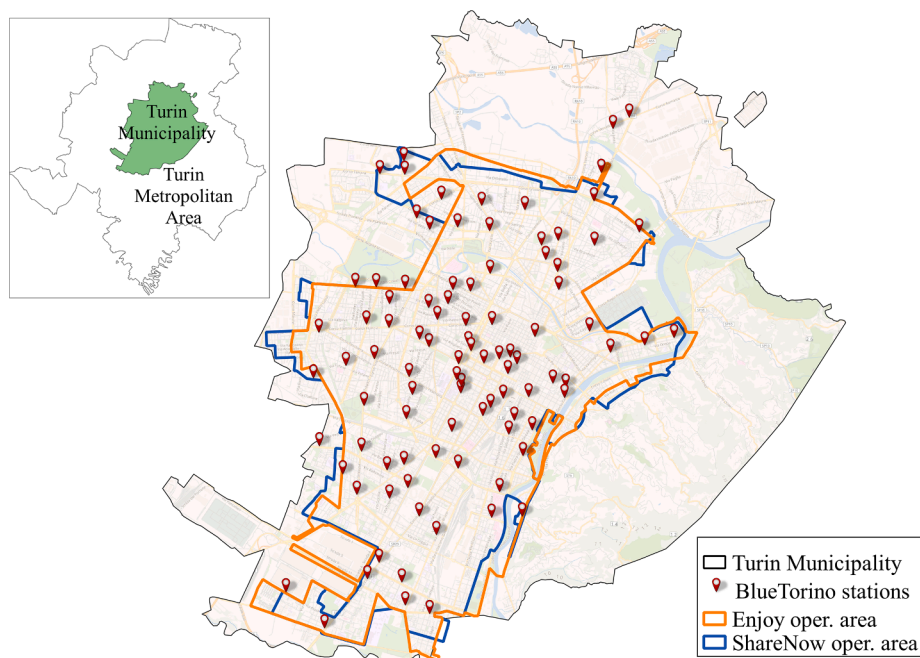 Turin
Municipality
Turin
Metropolitan
Area
Turin Municipality
BlueTorino stations
Enjoy oper. area
ShareNow oper. area